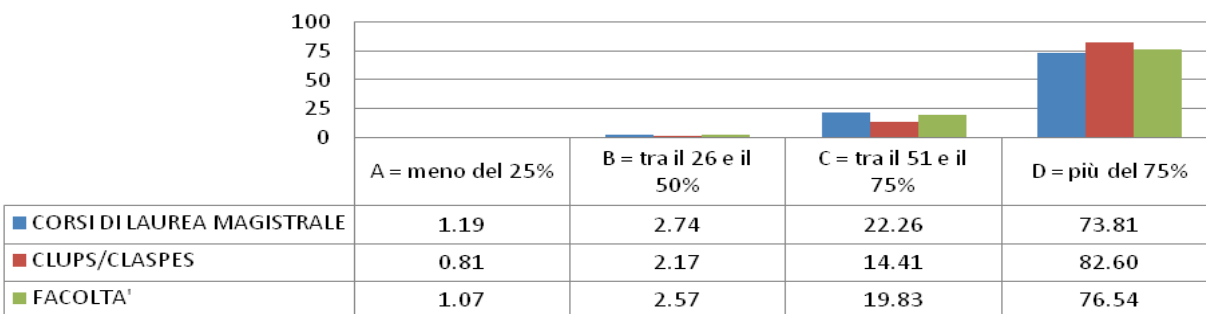 100
75
50
25
0
A = meno del 25%
B = tra il 26 e il
50%
C = tra il 51 e il
75%
D = più del 75%
CORSI DI LAUREA MAGISTRALE 1.19 2.74 22.26 73.81
CLUPS/CLASPES 0.81 2.17 14.41 82.60
FACOLTA' 1.07 2.57 19.83 76.54